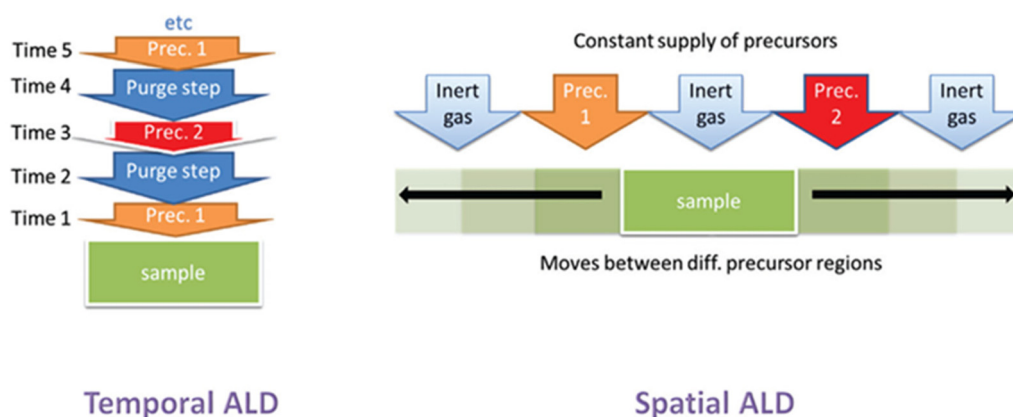 etc
Time 5 Prec. 1
Time 4 Purge step
Time 3 Prec. 2
Time 2 Purge step
Time 1 Prec. 1
sample
Temporal ALD
Constant supply of precursors
Inert
gas
Prec.
1
Inert
gas
Prec.
2
Inert
gas
sample
Moves between diff. precursor regions
Spatial ALD